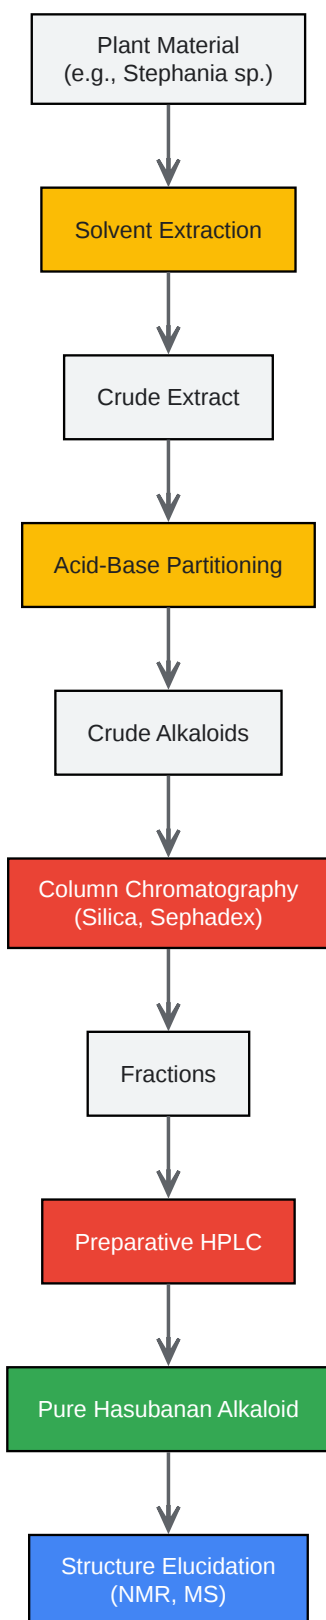 Plant Material
(e.g., Stephania sp.)
Solvent Extraction
Crude Extract
Acid-Base Partitioning
Crude Alkaloids
Column Chromatography
(Silica, Sephadex)
Fractions
Preparative HPLC
Pure Hasubanan Alkaloid
Structure Elucidation
(NMR, MS)